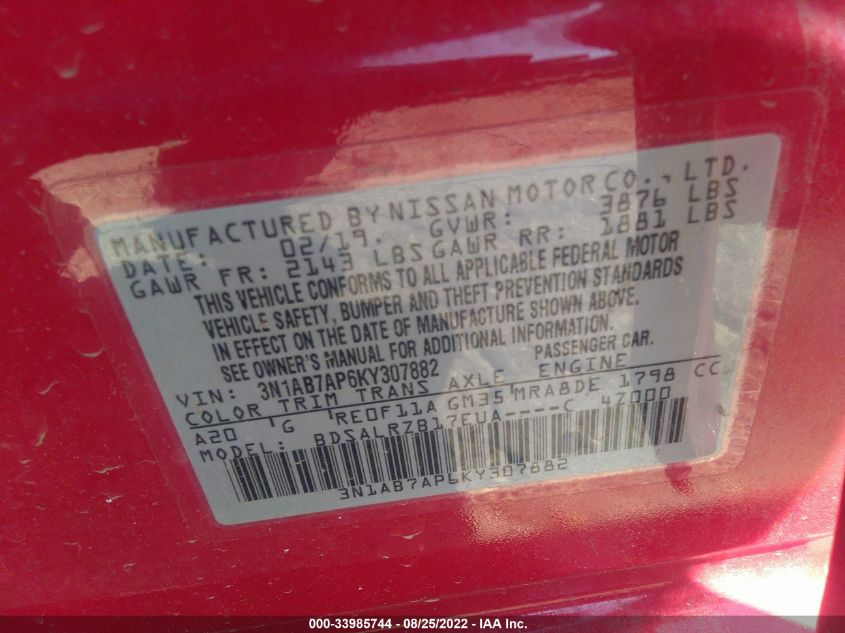 MANUFACTURED BY NISSAN MOTOR CO., LTD.
DATE: 02/19. GVWR: 3876 LBS
GAWR FR: 2143 LBS GAWR RR: 1881 LBS
THIS VEHICLE CONFORMS TO ALL APPLICABLE FEDERAL MOTOR
VEHICLE SAFETY, BUMPER AND THEFT PREVENTION STANDARDS
IN EFFECT ON THE DATE OF MANUFACTURE SHOWN ABOVE.
SEE OWNER'S MANUAL FOR ADDITIONAL INFORMATION.
VIN: 3N1AB7AP6KY307882 PASSENGER CAR.
COLOR TRIM TRANS AXLE ENGINE
A20 G RE0F11A GM35 MRA8DE 1798 CC
MODEL: BDSALRZB17EUA----C 4Z000
3N1AB7AP6KY307882
000-33985744 - 08/25/2022 - IAA Inc.